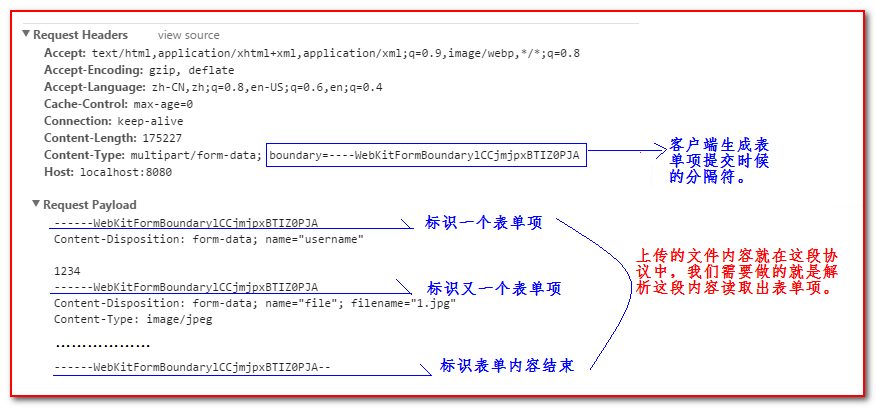 Request Headers view source
Accept: text/html,application/xhtml+xml,application/xml;q=0.9,image/webp,*/*;q=0.8
Accept-Encoding: gzip, deflate
Accept-Language: zh-CN,zh;q=0.8,en-US;q=0.6,en;q=0.4
Cache-Control: max-age=0
Connection: keep-alive
Content-Length: 175227
Content-Type: multipart/form-data; boundary=----WebKitFormBoundarylCCjmjpxBTIZ0PJA
Host: localhost:8080
客户端生成表
单项提交时候
的分隔符。
Request Payload
------WebKitFormBoundarylCCjmjpxBTIZ0PJA 标识一个表单项
Content-Disposition: form-data; name="username"
1234
------WebKitFormBoundarylCCjmjpxBTIZ0PJA 标识又一个表单项
Content-Disposition: form-data; name="file"; filename="1.jpg"
Content-Type: image/jpeg
………………
------WebKitFormBoundarylCCjmjpxBTIZ0PJA-- 标识表单内容结束
上传的文件内容就在这段协
议中，我们需要做的就是解
析这段内容读取出表单项。